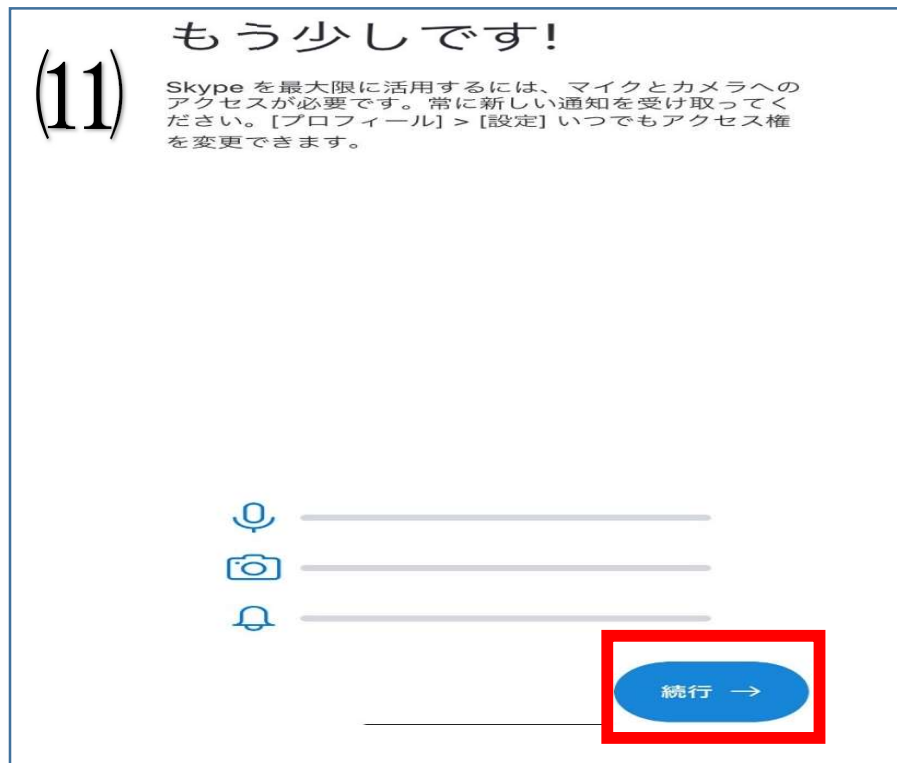 もう少しです!
(11)
Skype を最大限に活用するには、マイクとカメラへの
アクセスが必要です。常に新しい通知を受け取ってく
ださい。[プロフィール] > [設定] いつでもアクセス権
を変更できます。
続行 →